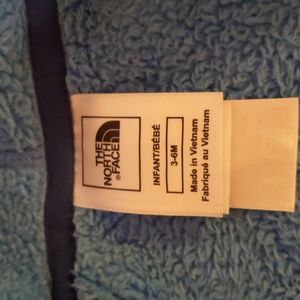 THE
NORTH
FACE®
INFANT/BÉBÉ
3-6M
Made in Vietnam
Fabriqué au Vietnam